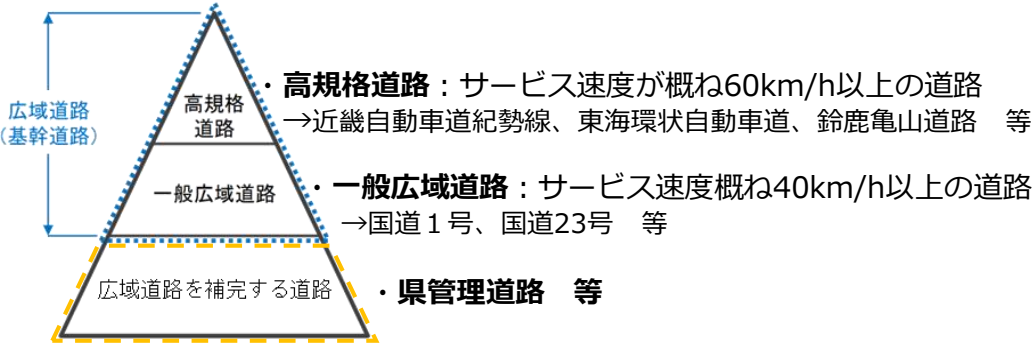 広域道路
(基幹道路)
高規格
道路
一般広域道路
広域道路を補完する道路
・高規格道路：サービス速度が概ね60km/h以上の道路
→近畿自動車道紀勢線、東海環状自動車道、鈴鹿亀山道路　等
・一般広域道路：サービス速度概ね40km/h以上の道路
→国道１号、国道23号　等
・県管理道路　等